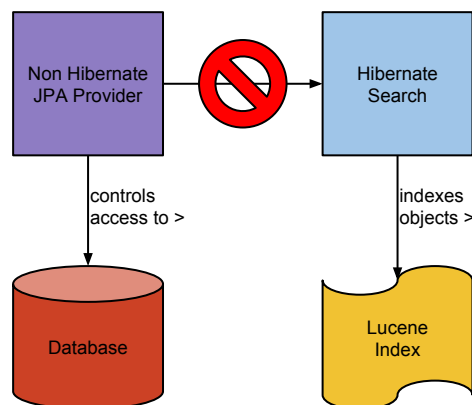 Non Hibernate
JPA Provider
Hibernate
Search
controls
access to >
indexes
objects >
Database
Lucene
Index